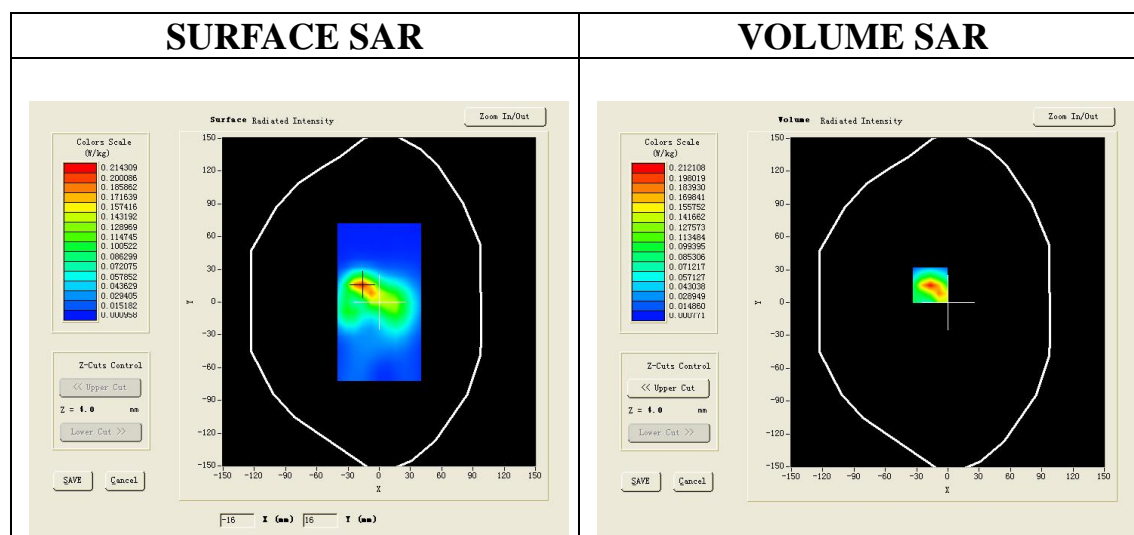 SURFACE SAR
VOLUME SAR
Surface Radiated Intensity
Zoom In/Out
Colors Scale
(W/kg)
0.214309
0.200086
0.185862
0.171639
0.157416
0.143192
0.128969
0.114745
0.100522
0.086299
0.072075
0.057852
0.043629
0.029405
0.015182
0.000958
150
120
90
60
30
0
-30
-60
-90
-120
-150
Y
-150 -120 -90 -60 -30 0 30 60 90 120 150
X
Z-Cuts Control
<< Upper Cut
Z = 4.0 mm
Lower Cut >>
SAVE Cancel
-16 X (mm) 16 Y (mm)
Volume Radiated Intensity
Zoom In/Out
Colors Scale
(W/kg)
0.212108
0.198019
0.183930
0.169841
0.155752
0.141662
0.127573
0.113484
0.099395
0.085306
0.071217
0.057127
0.043038
0.028949
0.014860
0.000771
150
120
90
60
30
0
-30
-60
-90
-120
-150
Y
-150 -120 -90 -60 -30 0 30 60 90 120 150
X
Z-Cuts Control
<< Upper Cut
Z = 4.0 mm
Lower Cut >>
SAVE Cancel